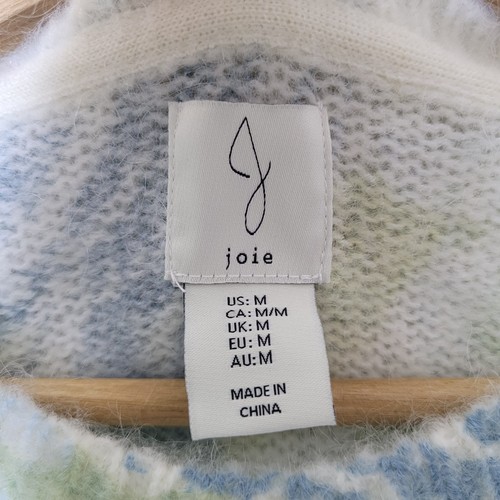 J
joie
US: M
CA: M/M
UK: M
EU: M
AU: M
MADE IN
CHINA